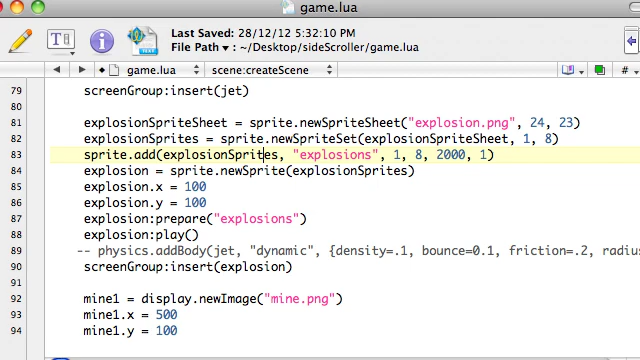 game.lua
Last Saved: 28/12/12 5:32:10 PM
File Path: ~/Desktop/sideScroller/game.lua
game.lua scene:createScene #
79 screenGroup:insert(jet)
80
81 explosionSpriteSheet = sprite.newSpriteSheet("explosion.png", 24, 23)
82 explosionSprites = sprite.newSpriteSet(explosionSpriteSheet, 1, 8)
83 sprite.add(explosionSprites, "explosions", 1, 8, 2000, 1)
84 explosion = sprite.newSprite(explosionSprites)
85 explosion.x = 100
86 explosion.y = 100
87 explosion:prepare("explosions")
88 explosion:play()
89 -- physics.addBody(jet, "dynamic", {density=.1, bounce=0.1, friction=.2, radiu
90 screenGroup:insert(explosion)
91
92 mine1 = display.newImage("mine.png")
93 mine1.x = 500
94 mine1.y = 100